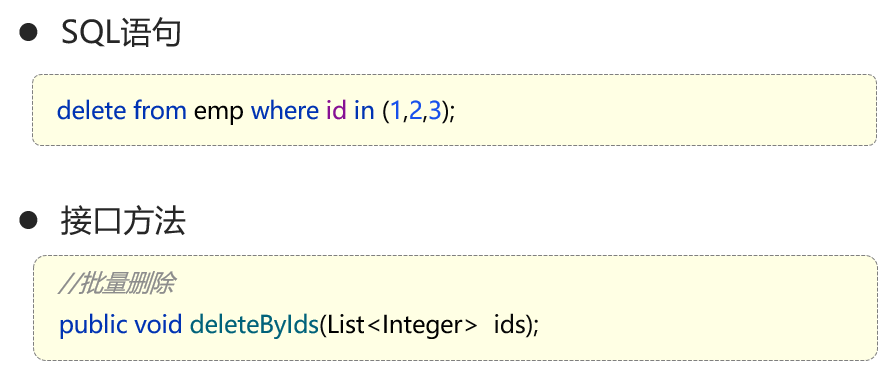 ● SQL语句
delete from emp where id in (1,2,3);
● 接口方法
//批量删除
public void deleteByIds(List<Integer>  ids);